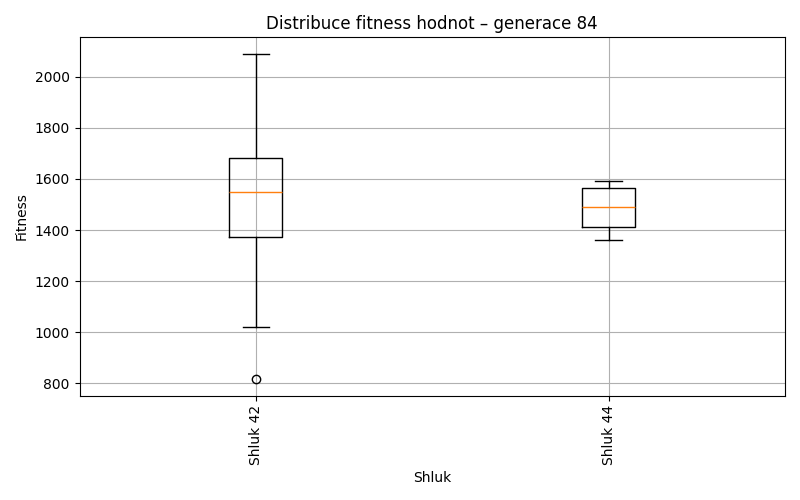 Distribuce fitness hodnot – generace 84
Fitness
2000
1800
1600
1400
1200
1000
800
Shluk 42
Shluk 44
Shluk